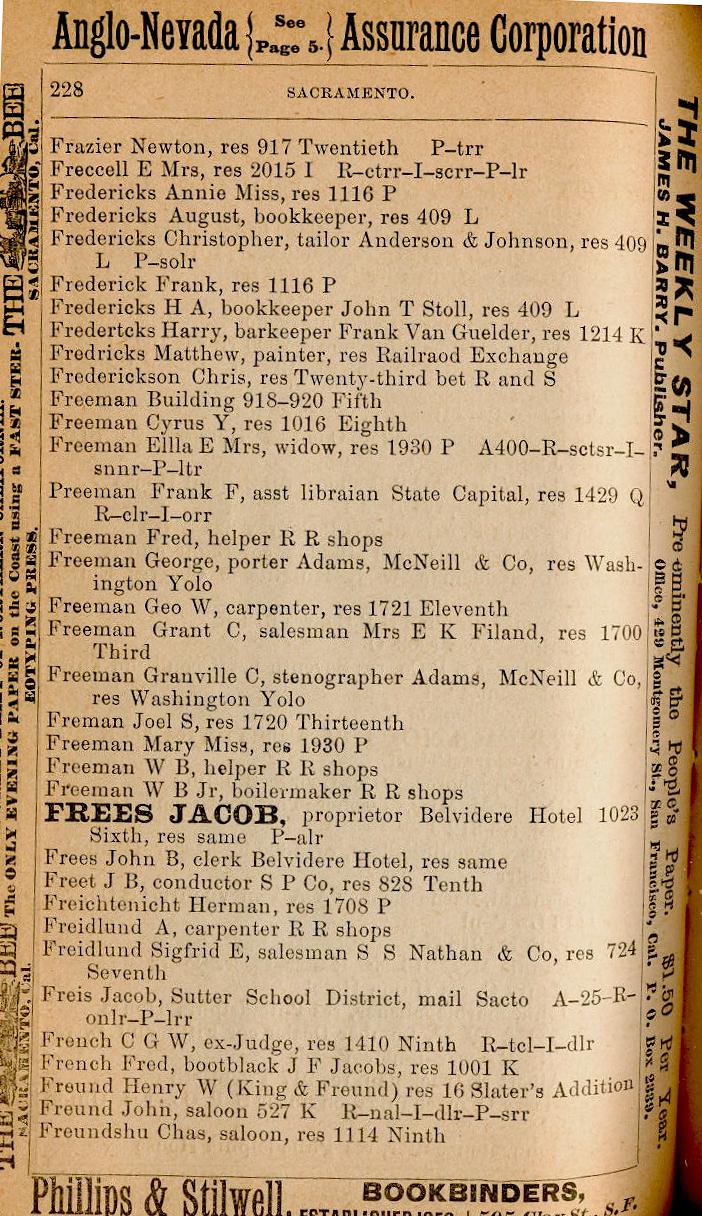 Anglo-Nevada { See Page 5. } Assurance Corporation
228 SACRAMENTO.
Frazier Newton, res 917 Twentieth P–trr
Freccell E Mrs, res 2015 I R–ctrr–I–scrr–P–lr
Fredericks Annie Miss, res 1116 P
Fredericks August, bookkeeper, res 409 L
Fredericks Christopher, tailor Anderson & Johnson, res 409
L P–solr
Frederick Frank, res 1116 P
Fredericks H A, bookkeeper John T Stoll, res 409 L
Fredertcks Harry, barkeeper Frank Van Guelder, res 1214 K
Fredricks Matthew, painter, res Railraod Exchange
Frederickson Chris, res Twenty-third bet R and S
Freeman Building 918–920 Fifth
Freeman Cyrus Y, res 1016 Eighth
Freeman Ellla E Mrs, widow, res 1930 P A400–R–sctsr–I–
snnr–P–ltr
Preeman Frank F, asst libraian State Capital, res 1429 Q
R–clr–I–orr
Freeman Fred, helper R R shops
Freeman George, porter Adams, McNeill & Co, res Wash-
ington Yolo
Freeman Geo W, carpenter, res 1721 Eleventh
Freeman Grant C, salesman Mrs E K Filand, res 1700
Third
Freeman Granville C, stenographer Adams, McNeill & Co,
res Washington Yolo
Freman Joel S, res 1720 Thirteenth
Freeman Mary Miss, res 1930 P
Freeman W B, helper R R shops
Freeman W B Jr, boilermaker R R shops
FREES JACOB, proprietor Belvidere Hotel 1023
Sixth, res same P–alr
Frees John B, clerk Belvidere Hotel, res same
Freet J B, conductor S P Co, res 828 Tenth
Freichtenicht Herman, res 1708 P
Freidlund A, carpenter R R shops
Freidlund Sigfrid E, salesman S S Nathan & Co, res 724
Seventh
Freis Jacob, Sutter School District, mail Sacto A–25–R–
onlr–P–lrr
French C G W, ex-Judge, res 1410 Ninth R–tcl–I–dlr
French Fred, bootblack J F Jacobs, res 1001 K
Freund Henry W (King & Freund) res 16 Slater's Addition
Freund John, saloon 527 K R–nal–I–dlr–P–srr
Freundshu Chas, saloon, res 1114 Ninth
THE BEE SACRAMENTO, Cal. The ONLY EVENING PAPER on the Coast using a FAST STER-
EOTYPING PRESS. THE BEE SACRAMENTO, Cal.
THE WEEKLY STAR, Pre-eminently the People's Paper. $1.50 Per Year.
JAMES H. BARRY, Publisher. Office, 429 Montgomery St., San Francisco, Cal. P. O. Box 2339.
Phillips & Stilwell, BOOKBINDERS,
S. F.